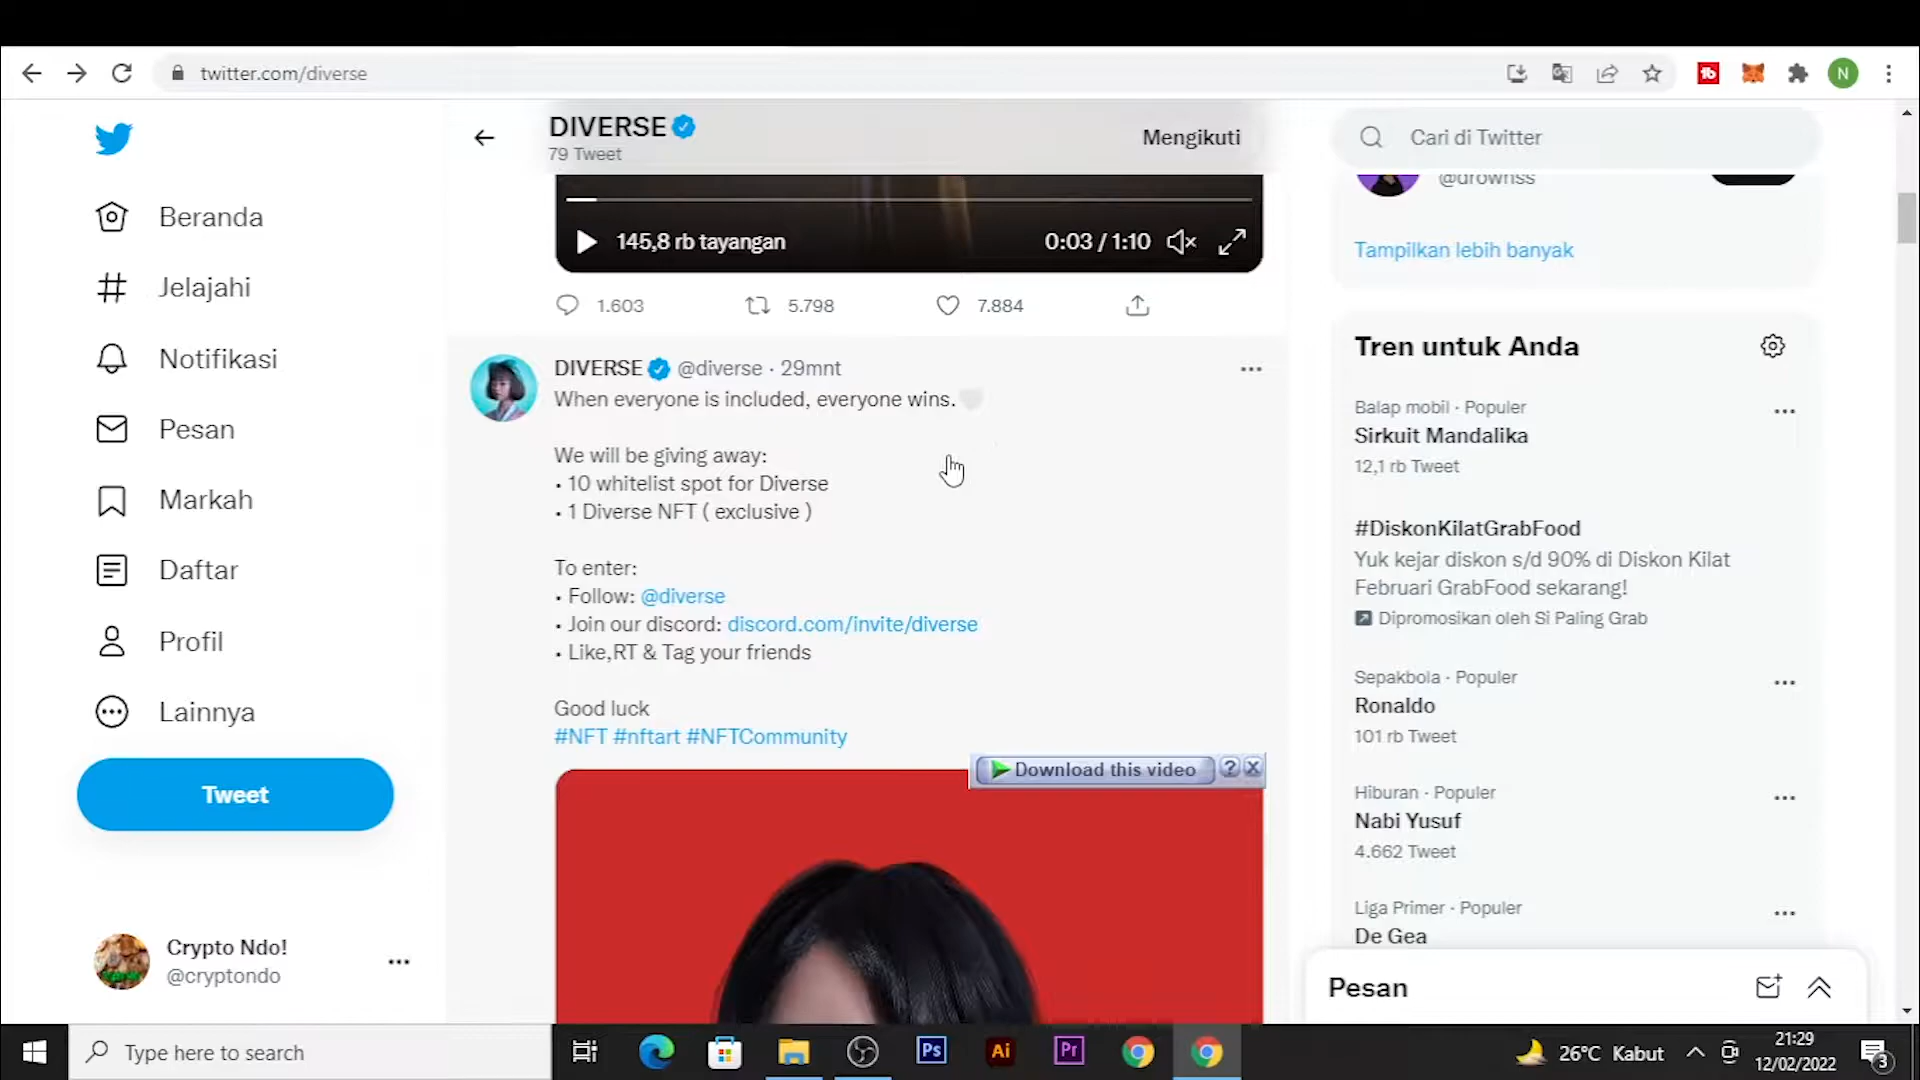 twitter.com/diverse
N
DIVERSE
79 Tweet
Mengikuti
Cari di Twitter
Beranda
Jelajahi
Notifikasi
Pesan
Markah
Daftar
Profil
Lainnya
Tweet
Crypto Ndo!
@cryptondo
145,8 rb tayangan
0:03 / 1:10
1.603
5.798
7.884
DIVERSE @diverse · 29mnt
When everyone is included, everyone wins.
We will be giving away:
• 10 whitelist spot for Diverse
• 1 Diverse NFT ( exclusive )
To enter:
• Follow: @diverse
• Join our discord: discord.com/invite/diverse
• Like,RT & Tag your friends
Good luck
#NFT #nftart #NFTCommunity
Download this video
?
@drownss
Tampilkan lebih banyak
Tren untuk Anda
Balap mobil · Populer
Sirkuit Mandalika
12,1 rb Tweet
#DiskonKilatGrabFood
Yuk kejar diskon s/d 90% di Diskon Kilat
Februari GrabFood sekarang!
Dipromosikan oleh Si Paling Grab
Sepakbola · Populer
Ronaldo
101 rb Tweet
Hiburan · Populer
Nabi Yusuf
4.662 Tweet
Liga Primer · Populer
De Gea
Pesan
Type here to search
Ps
Ai
Pr
26°C Kabut
21:29
12/02/2022
3